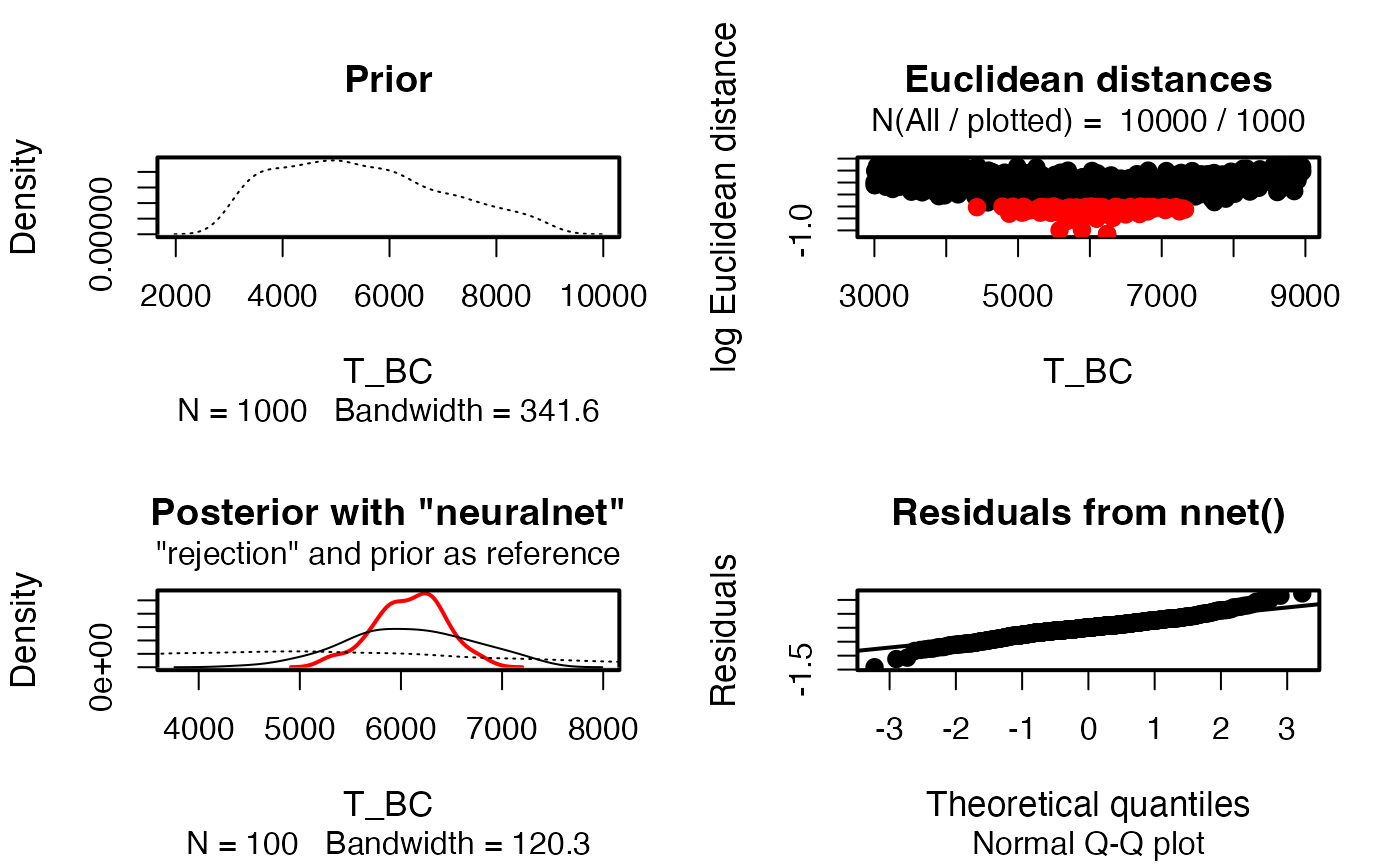 Prior
Density
0.00000
2000 4000 6000 8000 10000
T_BC
N = 1000 Bandwidth = 341.6
Euclidean distances
N(All / plotted) = 10000 / 1000
log Euclidean distance
-1.0
3000 5000 7000 9000
T_BC
Posterior with "neuralnet"
"rejection" and prior as reference
Density
0e+00
4000 5000 6000 7000 8000
T_BC
N = 100 Bandwidth = 120.3
Residuals from nnet()
Residuals
-1.5
-3 -2 -1 0 1 2 3
Theoretical quantiles
Normal Q-Q plot